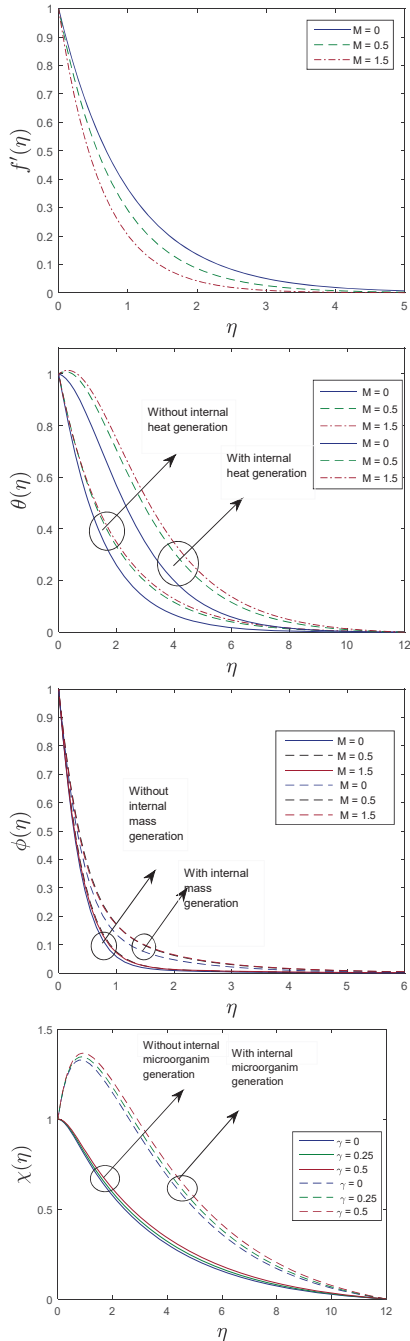 1
0.9
0.8
0.7
0.6
0.5
0.4
0.3
0.2
0.1
0
f′(η)
M = 0
M = 0.5
M = 1.5
0 1 2 3 4 5
η
1
0.8
0.6
0.4
0.2
0
θ(η)
Without internal
heat generation
With internal
heat generation
M = 0
M = 0.5
M = 1.5
M = 0
M = 0.5
M = 1.5
0 2 4 6 8 10 12
η
1
0.9
0.8
0.7
0.6
0.5
0.4
0.3
0.2
0.1
0
ϕ(η)
Without
internal
mass
generation
With internal
mass
generation
M = 0
M = 0.5
M = 1.5
M = 0
M = 0.5
M = 1.5
0 1 2 3 4 5 6
η
1.5
1
0.5
0
χ(η)
Without internal
microorganim
generation
With internal
microorganim
generation
γ = 0
γ = 0.25
γ = 0.5
γ = 0
γ = 0.25
γ = 0.5
0 2 4 6 8 10 12
η